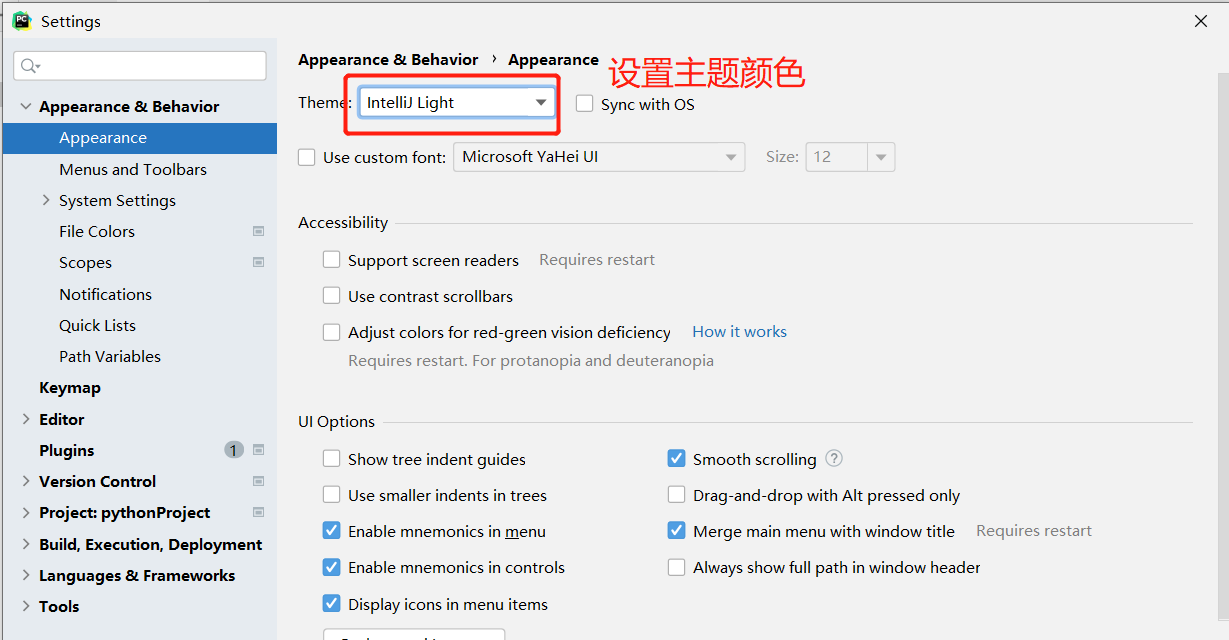 PC
Settings
Appearance & Behavior
Appearance
Menus and Toolbars
System Settings
File Colors
Scopes
Notifications
Quick Lists
Path Variables
Keymap
Editor
Plugins 1
Version Control
Project: pythonProject
Build, Execution, Deployment
Languages & Frameworks
Tools
Appearance & Behavior › Appearance
设置主题颜色
Theme: IntelliJ Light Sync with OS
Use custom font: Microsoft YaHei UI Size: 12
Accessibility
Support screen readers Requires restart
Use contrast scrollbars
Adjust colors for red-green vision deficiency How it works
Requires restart. For protanopia and deuteranopia
UI Options
Show tree indent guides Smooth scrolling ?
Use smaller indents in trees Drag-and-drop with Alt pressed only
Enable mnemonics in menu Merge main menu with window title Requires restart
Enable mnemonics in controls Always show full path in window header
Display icons in menu items